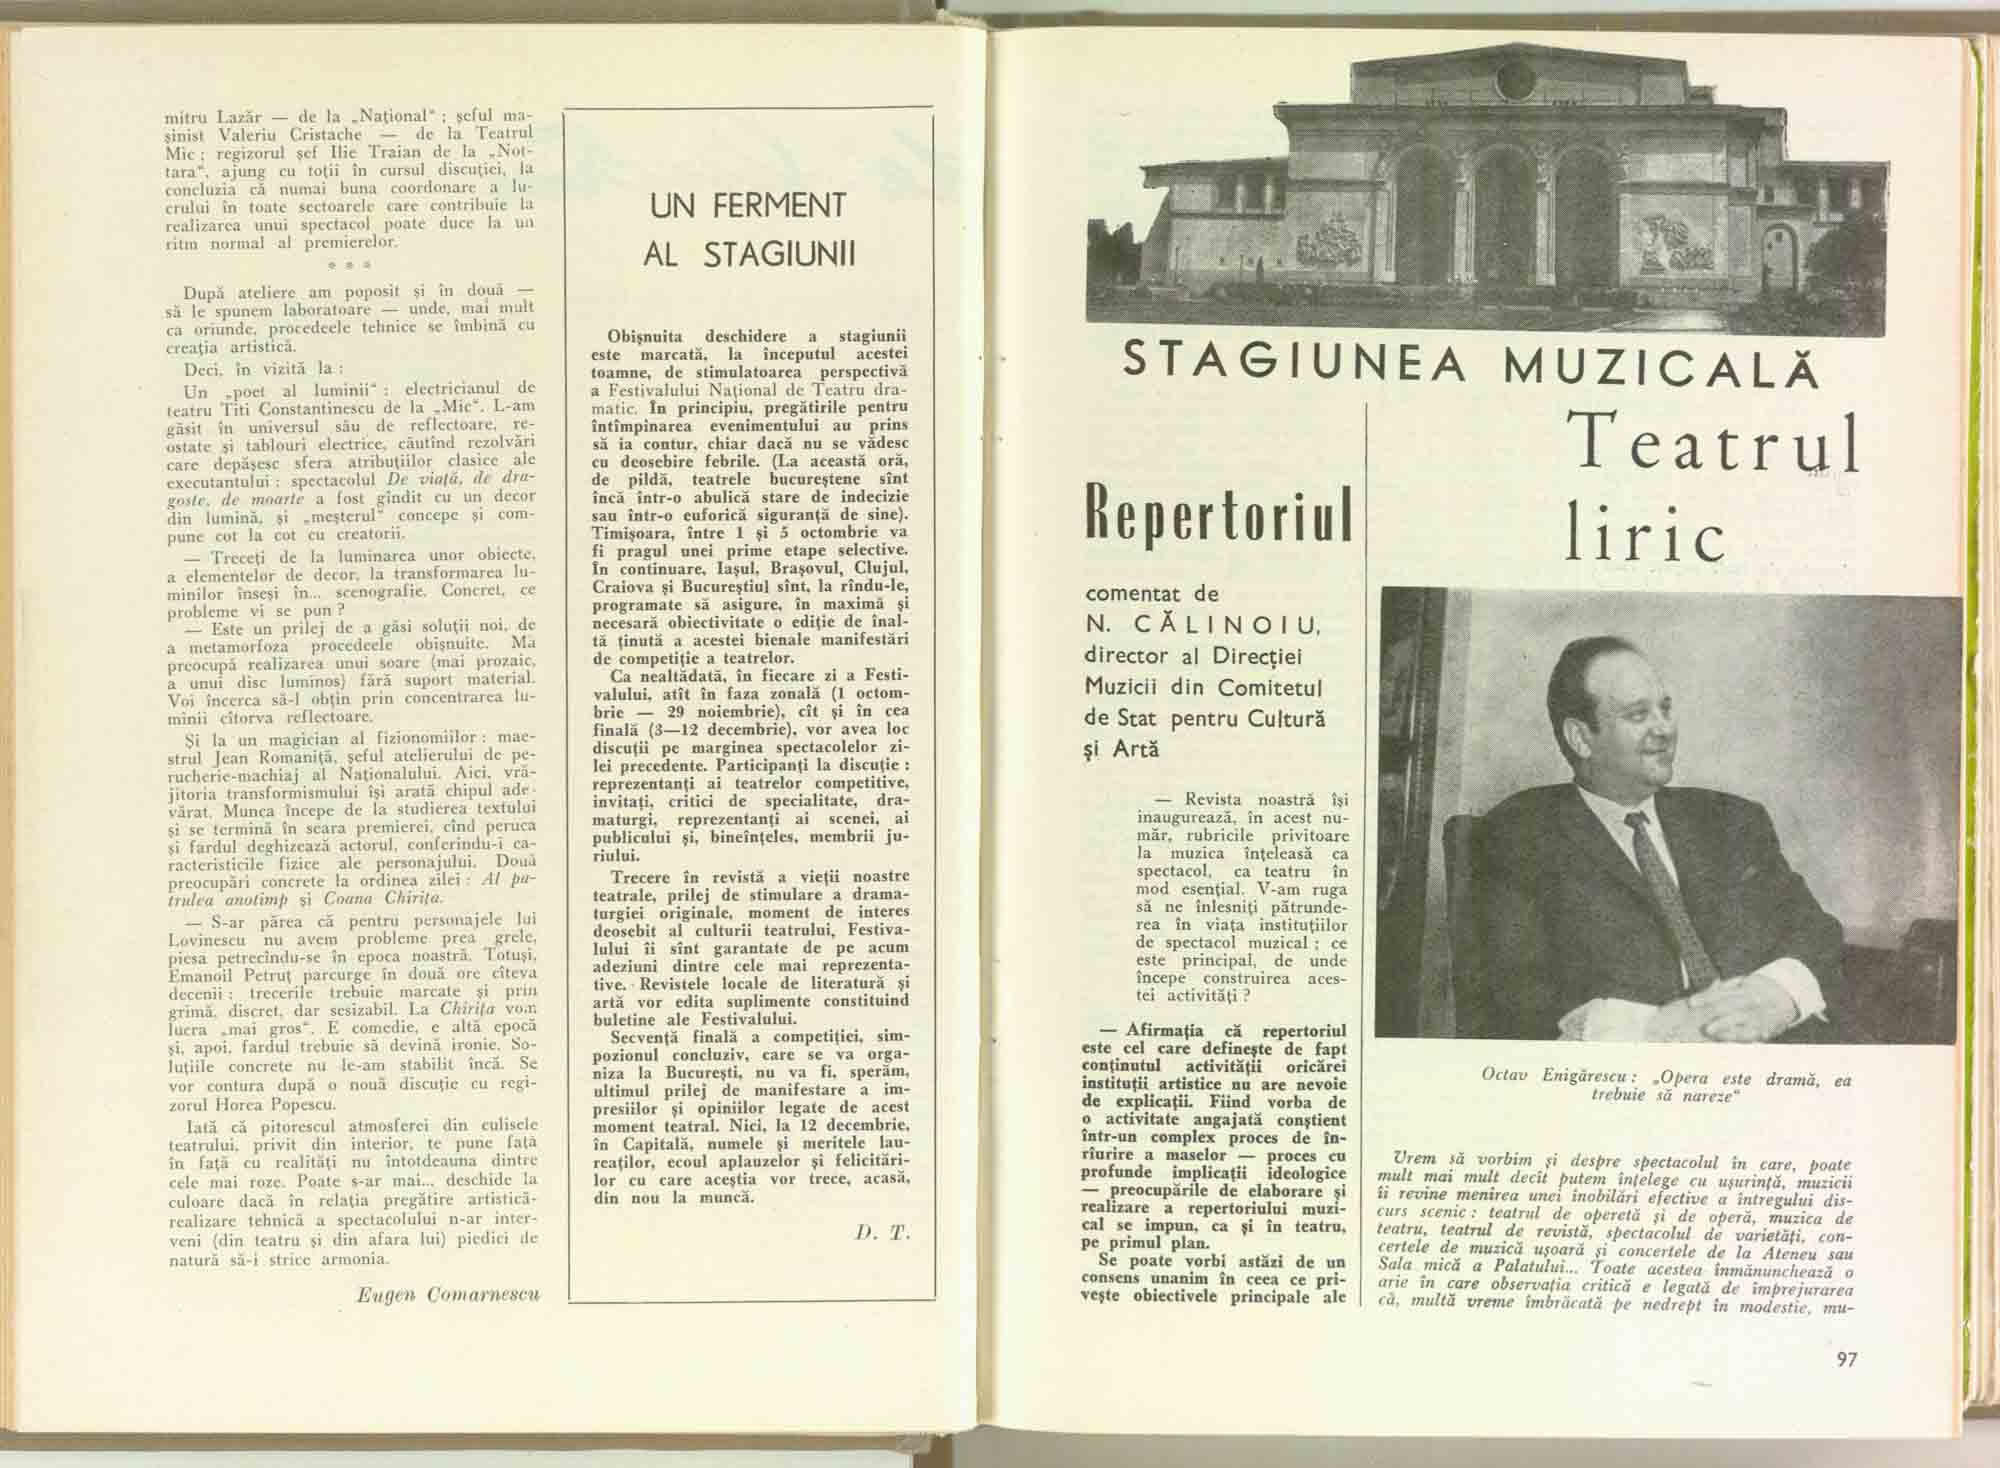 mitru Lazăr — de la „Național“ ; șeful ma-
șinist Valeriu Cristache — de la Teatrul
Mic ; regizorul șef Ilie Traian de la „Not-
tara“, ajung cu toții în cursul discuției, la
concluzia că numai buna coordonare a lu-
crului în toate sectoarele care contribuie la
realizarea unui spectacol poate duce la un
ritm normal al premierelor.
* * *
După ateliere am poposit și în două —
să le spunem laboratoare — unde, mai mult
ca oriunde, procedeele tehnice se îmbină cu
creația artistică.
Deci, în vizită la :
Un „poet al luminii“ : electricianul de
teatru Titi Constantinescu de la „Mic“. L-am
găsit în universul său de reflectoare, re-
ostate și tablouri electrice, căutînd rezolvări
care depășesc sfera atribuțiilor clasice ale
executantului : spectacolul De viață, de dra-
goste, de moarte a fost gîndit cu un decor
din lumină, și „meșterul“ concepe și com-
pune cot la cot cu creatorii.
— Treceți de la luminarea unor obiecte,
a elementelor de decor, la transformarea lu-
minilor înseși în... scenografie. Concret, ce
probleme vi se pun ?
— Este un prilej de a găsi soluții noi, de
a metamorfoza procedeele obișnuite. Mă
preocupă realizarea unui soare (mai prozaic,
a unui disc luminos) fără suport material.
Voi încerca să-l obțin prin concentrarea lu-
minii cîtorva reflectoare.
Și la un magician al fizionomiilor : mae-
strul Jean Romaniță, șeful atelierului de pe-
rucherie-machiaj al Naționalului. Aici, vră-
jitoria transformismului își arată chipul ade-
vărat. Munca începe de la studierea textului
și se termină în seara premierei, cînd peruca
și fardul deghizează actorul, conferindu-i ca-
racteristicile fizice ale personajului. Două
preocupări concrete la ordinea zilei : Al pa-
trulea anotimp și Coana Chirița.
— S-ar părea că pentru personajele lui
Lovinescu nu avem probleme prea grele,
piesa petrecîndu-se în epoca noastră. Totuși,
Emanoil Petruț parcurge în două ore cîteva
decenii : trecerile trebuie marcate și prin
grimă, discret, dar sesizabil. La Chirița vom
lucra „mai gros“. E comedie, e altă epocă
și, apoi, fardul trebuie să devină ironie. So-
luțiile concrete nu le-am stabilit încă. Se
vor contura după o nouă discuție cu regi-
zorul Horea Popescu.
Iată că pitorescul atmosferei din culisele
teatrului, privit din interior, te pune față
în față cu realități nu întotdeauna dintre
cele mai roze. Poate s-ar mai... deschide la
culoare dacă în relația pregătire artistică-
realizare tehnică a spectacolului n-ar inter-
veni (din teatru și din afara lui) piedici de
natură să-i strice armonia.
Eugen Comarnescu
UN FERMENT
AL STAGIUNII
Obișnuita deschidere a stagiunii
este marcată, la începutul acestei
toamne, de stimulatoarea perspectivă
a Festivalului Național de Teatru dra-
matic. În principiu, pregătirile pentru
întîmpinarea evenimentului au prins
să ia contur, chiar dacă nu se vădesc
cu deosebire febrile. (La această oră,
de pildă, teatrele bucureștene sînt
încă într-o abulică stare de indecizie
sau într-o euforică siguranță de sine).
Timișoara, între 1 și 5 octombrie va
fi pragul unei prime etape selective.
În continuare, Iașul, Brașovul, Clujul,
Craiova și Bucureștiul sînt, la rîndu-le,
programate să asigure, în maximă și
necesară obiectivitate o ediție de înal-
tă ținută a acestei bienale manifestări
de competiție a teatrelor.
Ca nealtădată, în fiecare zi a Festi-
valului, atît în faza zonală (1 octom-
brie — 29 noiembrie), cît și în cea
finală (3—12 decembrie), vor avea loc
discuții pe marginea spectacolelor zi-
lei precedente. Participanți la discuție :
reprezentanți ai teatrelor competitive,
invitați, critici de specialitate, dra-
maturgi, reprezentanți ai scenei, ai
publicului și, bineînțeles, membrii ju-
riului.
Trecere în revistă a vieții noastre
teatrale, prilej de stimulare a drama-
turgiei originale, moment de interes
deosebit al culturii teatrului, Festiva-
lului îi sînt garantate de pe acum
adeziuni dintre cele mai reprezenta-
tive. Revistele locale de literatură și
artă vor edita suplimente constituind
buletine ale Festivalului.
Secvență finală a competiției, sim-
pozionul concluziv, care se va orga-
niza la București, nu va fi, sperăm,
ultimul prilej de manifestare a im-
presiilor și opiniilor legate de acest
moment teatral. Nici, la 12 decembrie,
în Capitală, numele și meritele lau-
reaților, ecoul aplauzelor și felicitări-
lor cu care aceștia vor trece, acasă,
din nou la muncă.
D. T.
STAGIUNEA MUZICALĂ
Teatrul
liric
Repertoriul
comentat de
N. CĂLINOIU,
director al Direcției
Muzicii din Comitetul
de Stat pentru Cultură
și Artă
— Revista noastră își
inaugurează, în acest nu-
măr, rubricile privitoare
la muzica înțeleasă ca
spectacol, ca teatru în
mod esențial. V-am ruga
să ne înlesniți pătrunde-
rea în viața instituțiilor
de spectacol muzical ; ce
este principal, de unde
începe construirea aces-
tei activități ?
— Afirmația că repertoriul
este cel care definește de fapt
conținutul activității oricărei
instituții artistice nu are nevoie
de explicații. Fiind vorba de
o activitate angajată conștient
într-un complex proces de în-
rîurire a maselor — proces cu
profunde implicații ideologice
— preocupările de elaborare și
realizare a repertoriului muzi-
cal se impun, ca și în teatru,
pe primul plan.
Se poate vorbi astăzi de un
consens unanim în ceea ce pri-
vește obiectivele principale ale
Octav Enigărescu : „Opera este dramă, ea
trebuie să nareze“
Vrem să vorbim și despre spectacolul în care, poate
mult mai mult decît putem înțelege cu ușurință, muzicii
îi revine menirea unei înobilări efective a întregului dis-
curs scenic : teatrul de operetă și de operă, muzica de
teatru, teatrul de revistă, spectacolul de varietăți, con-
certele de muzică ușoară și concertele de la Ateneu sau
Sala mică a Palatului... Toate acestea înmănunchează o
arie în care observația critică e legată de împrejurarea
că, multă vreme îmbrăcată pe nedrept în modestie, mu-
97